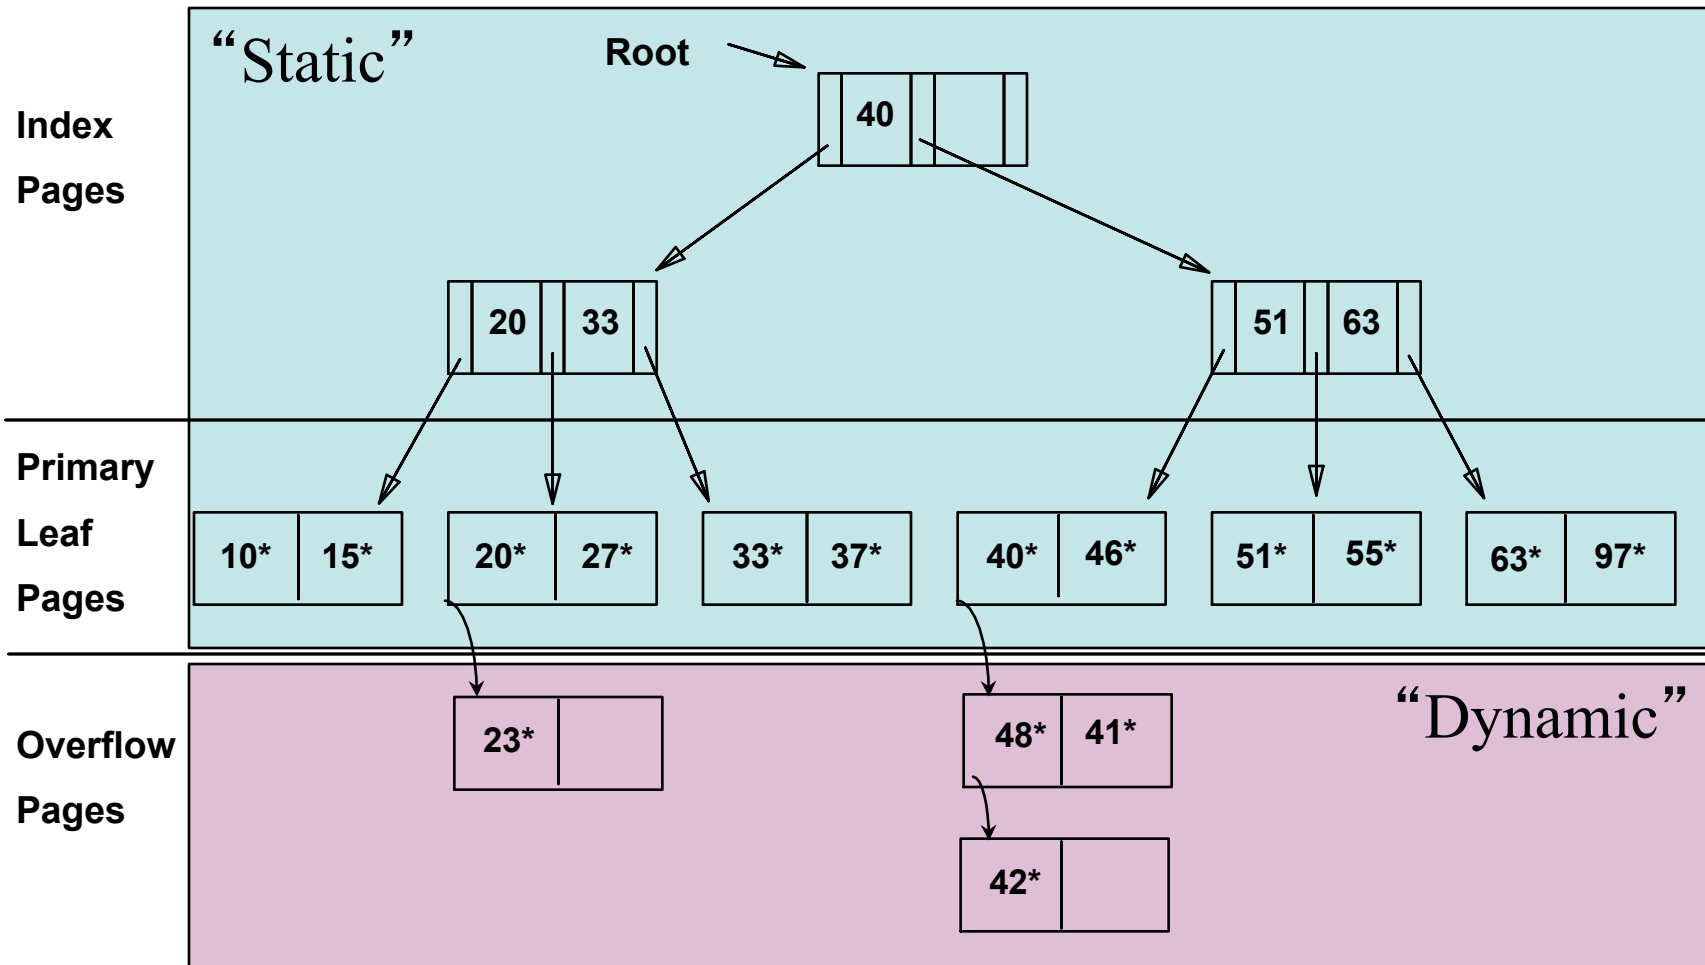 “Static”
Root
40
Index
Pages
20 33
51 63
Primary
Leaf
Pages
10* 15*
20* 27*
33* 37*
40* 46*
51* 55*
63* 97*
“Dynamic”
Overflow
Pages
23*
48* 41*
42*